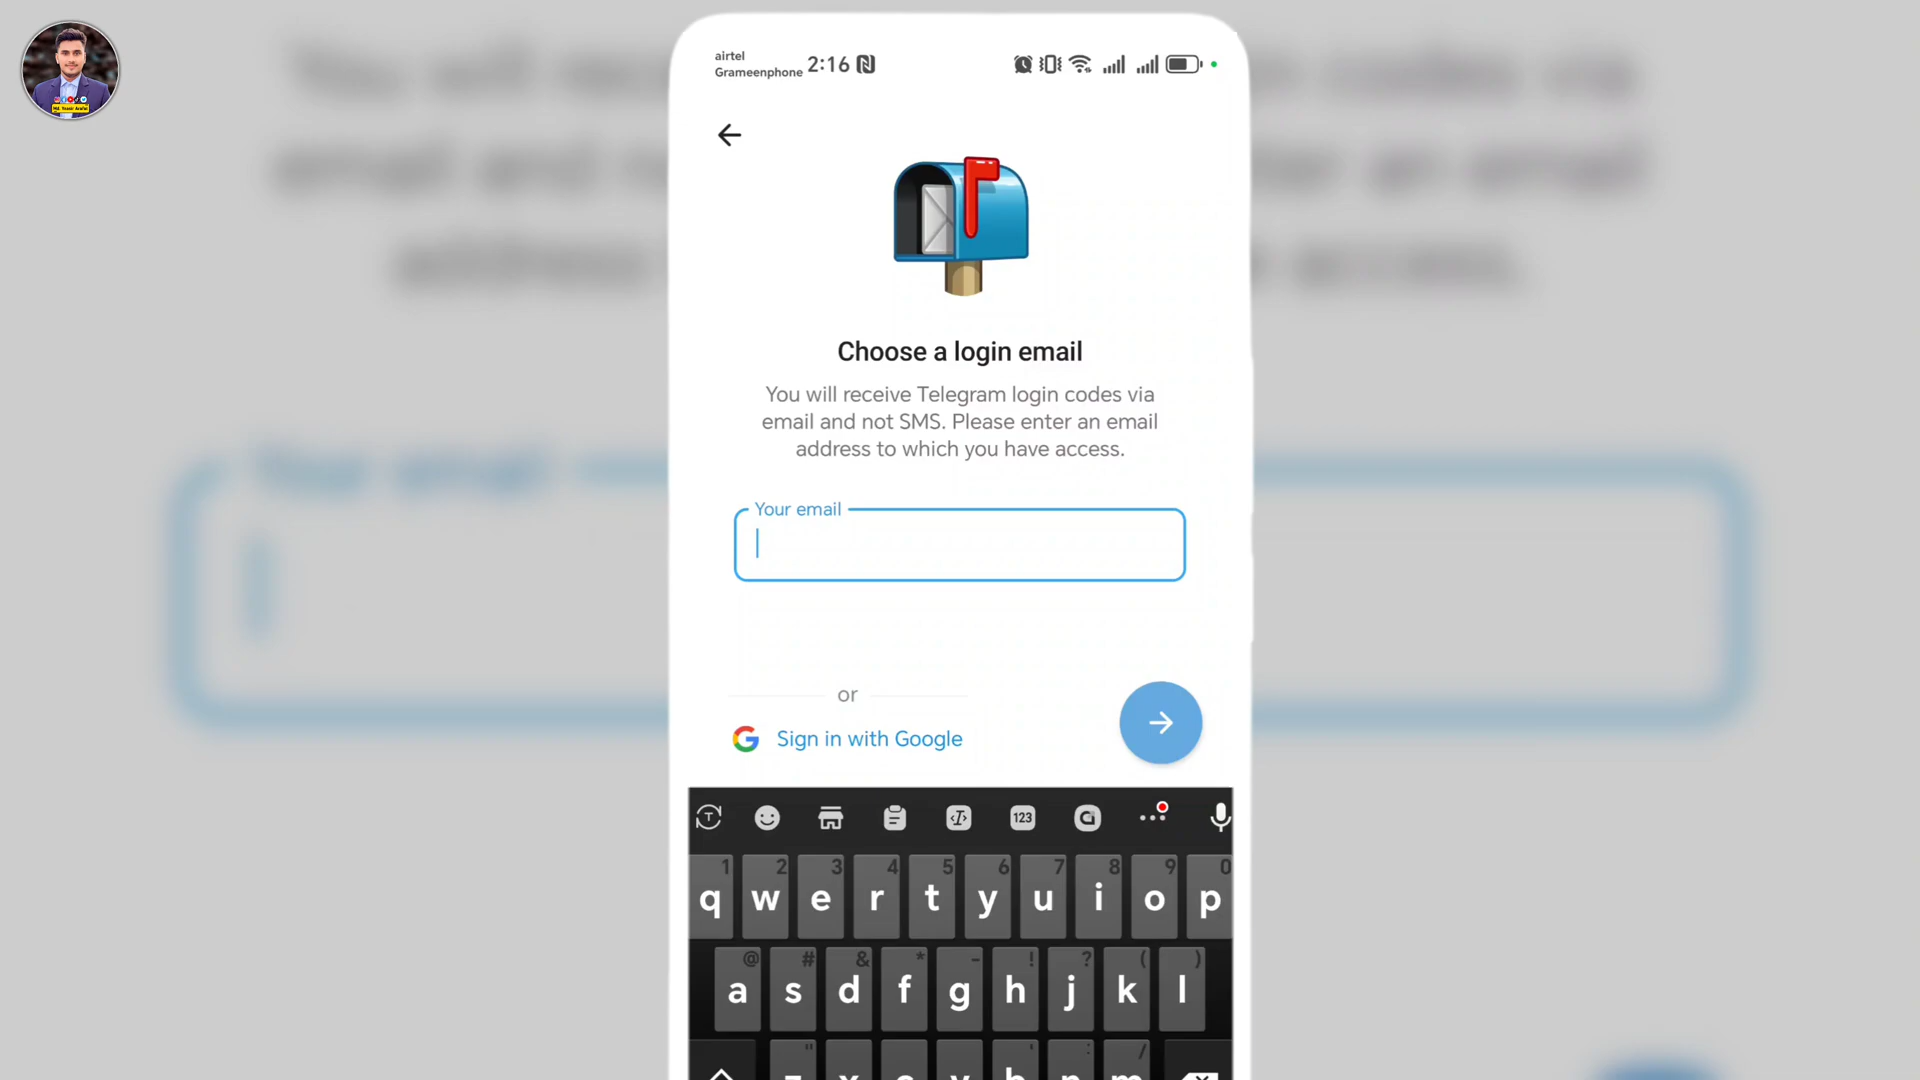 airtel
Grameenphone
2:16
Choose a login email
You will receive Telegram login codes via
email and not SMS. Please enter an email
address to which you have access.
Your email
or
Sign in with Google
123
1 2 3 4 5 6 7 8 9 0
q w e r t y u i o p
@ # & * - ! ? ( )
a s d f g h j k l
" ' : /
z x c v b n m